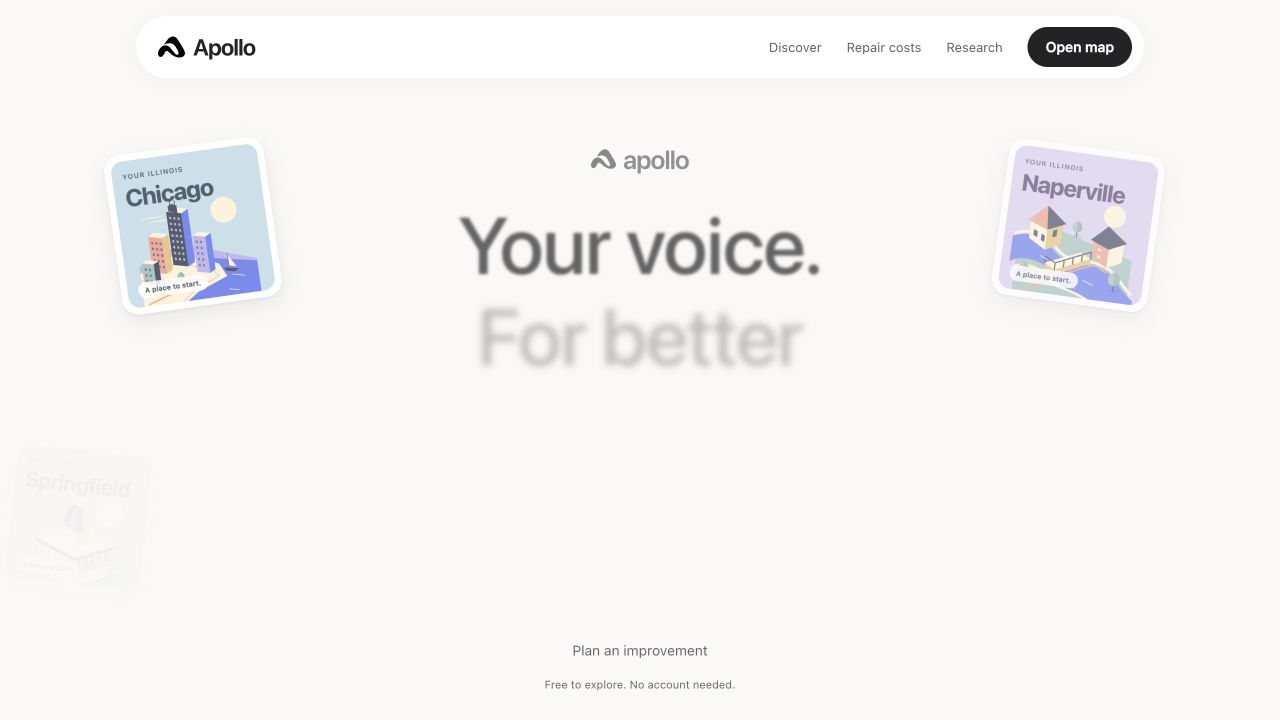 Apollo
Discover
Repair costs
Research
Open map
YOUR ILLINOIS
Chicago
A place to start.
apollo
YOUR ILLINOIS
Naperville
A place to start.
Your voice.
For better
Springfield
Plan an improvement
Free to explore. No account needed.